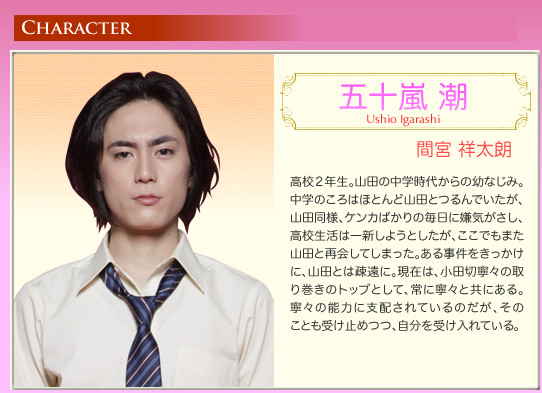 CHARACTER
五十嵐 潮
Ushio Igarashi
間宮 祥太朗
高校２年生。山田の中学時代からの幼なじみ。
中学のころはほとんど山田とつるんでいたが、
山田同様、ケンカばかりの毎日に嫌気がさし、
高校生活は一新しようとしたが、ここでもまた
山田と再会してしまった。ある事件をきっかけ
に、山田とは疎遠に。現在は、小田切寧々の取
り巻きのトップとして、常に寧々と共にある。
寧々の能力に支配されているのだが、その
ことも受け止めつつ、自分を受け入れている。